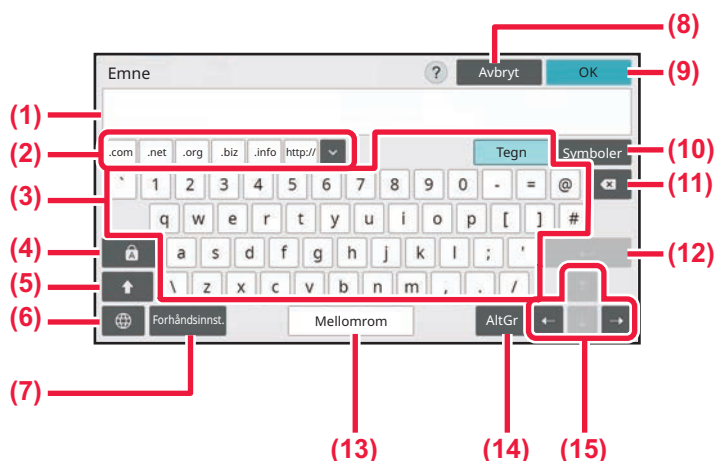 (8)
Emne ? Avbryt OK (9)
(1)
(2) .com .net .org .biz .info http:// Tegn Symboler (10)
(3) ` 1 2 3 4 5 6 7 8 9 0 - = @ (11)
q w e r t y u i o p [ ] #
(4) A a s d f g h j k l ; ' (12)
(5) \ z x c v b n m , . /
(6) Forhåndsinnst. Mellomrom AltGr
(7) (13) (14) (15)